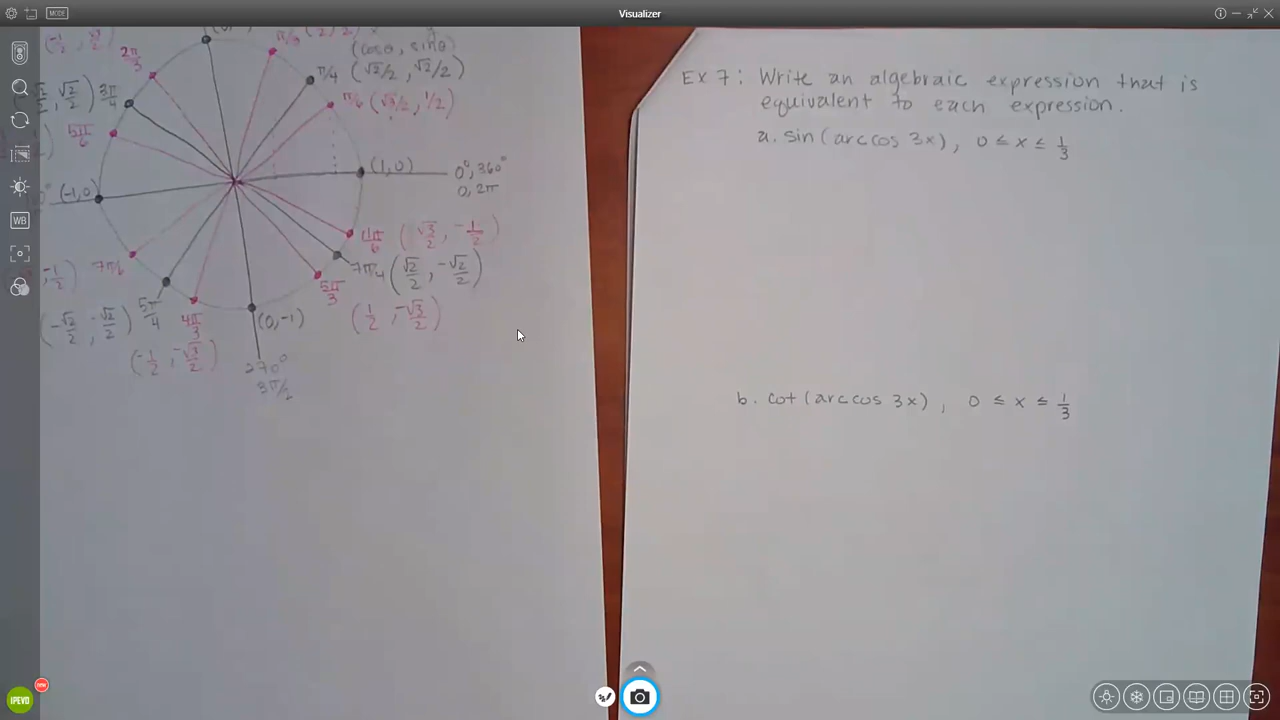 MODE
Visualizer
WB
2π/3
3π/4
5π/6
(cosθ, sinθ)
π/4 (√2/2, √2/2)
π/6 (√3/2, 1/2)
(-1,0)
(1,0)
0°, 360°
0, 2π
11π/6 (√3/2, -1/2)
7π/4 (√2/2, -√2/2)
5π/3
(1/2, -√3/2)
7π/6
5π/4
(-√2/2, -√2/2)
4π/3
(-1/2, -√3/2)
(0,-1)
270°
3π/2
Ex 7: Write an algebraic expression that is
equivalent to each expression.
a. sin(arccos 3x), 0 ≤ x ≤ 1/3
b. cot(arccos 3x), 0 ≤ x ≤ 1/3
IPEVO
new